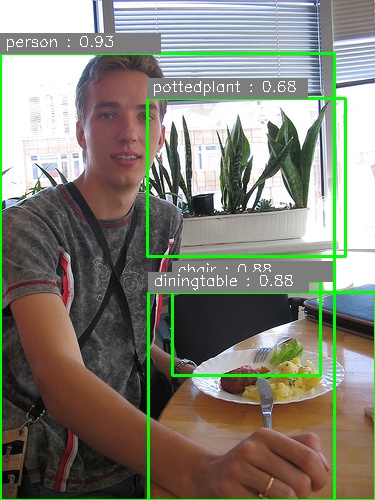 person : 0.93
pottedplant : 0.68
chair : 0.88
diningtable : 0.88